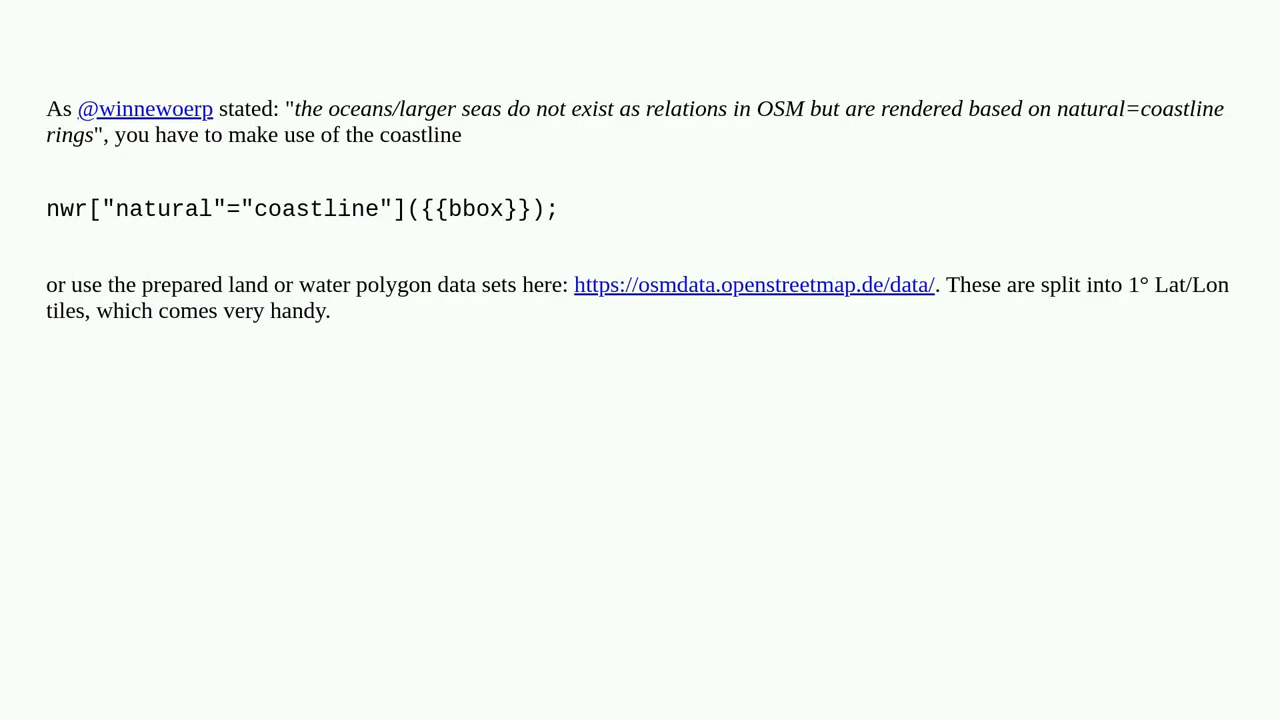 As @winnewoerp stated: "the oceans/larger seas do not exist as relations in OSM but are rendered based on natural=coastline
rings", you have to make use of the coastline
nwr["natural"="coastline"]({{bbox}});
or use the prepared land or water polygon data sets here: https://osmdata.openstreetmap.de/data/. These are split into 1° Lat/Lon
tiles, which comes very handy.